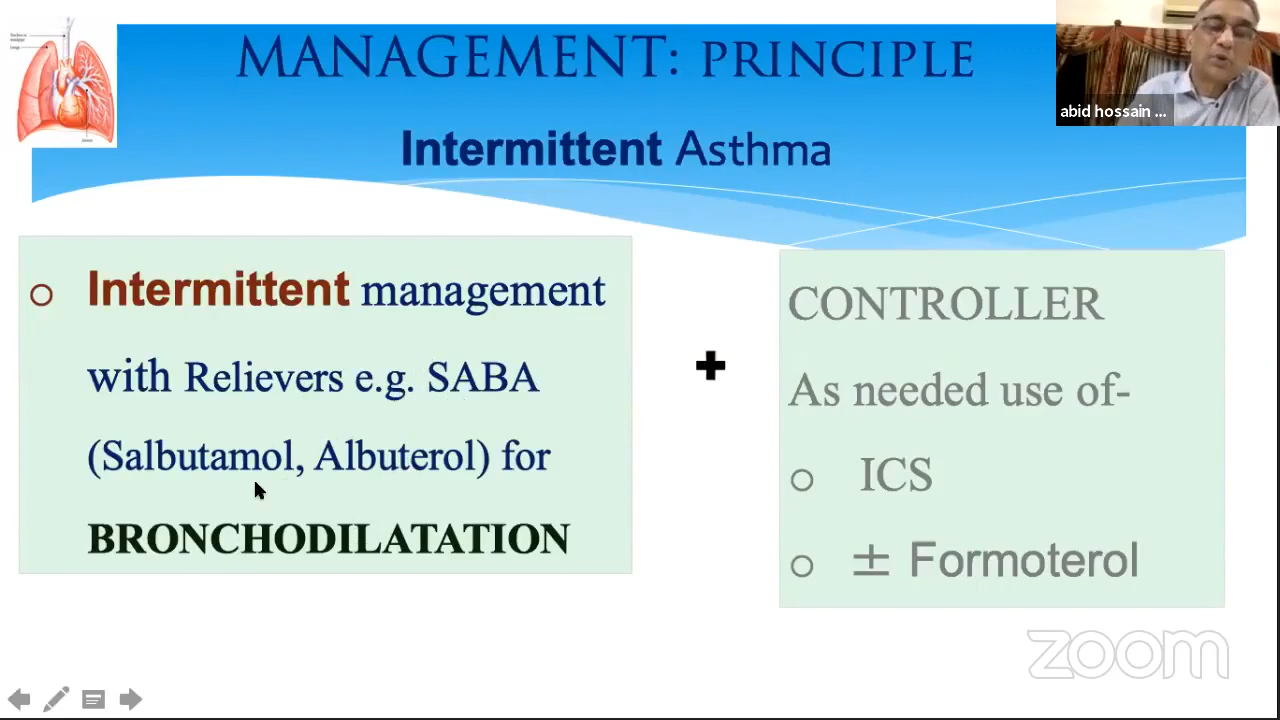 MANAGEMENT: PRINCIPLE
Intermittent Asthma
abid hossain ...
Intermittent management
with Relievers e.g. SABA
(Salbutamol, Albuterol) for
BRONCHODILATATION
CONTROLLER
As needed use of-
ICS
± Formoterol
zoom